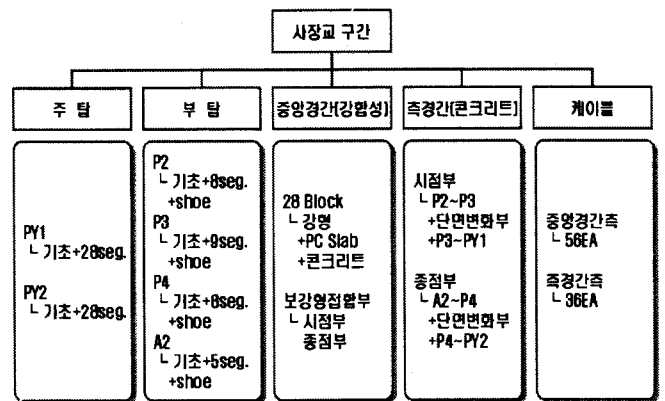 사장교 구간
주 탑
부 탑
중앙경간(강합성)
측경간(콘크리트)
케이블
PY1
└ 기초+28seg.
PY2
└ 기초+28seg.
P2
└ 기초+8seg.
+shoe
P3
└ 기초+9seg.
+shoe
P4
└ 기초+8seg.
+shoe
A2
└ 기초+5seg.
+shoe
28 Block
└ 강형
+PC Slab
+콘크리트
보강형접합부
└ 시점부
종점부
시점부
└ P2~P3
+단면변화부
+P3~PY1
종점부
└ A2~P4
+단면변화부
+P4~PY2
중앙경간측
└ 56EA
측경간측
└ 36EA